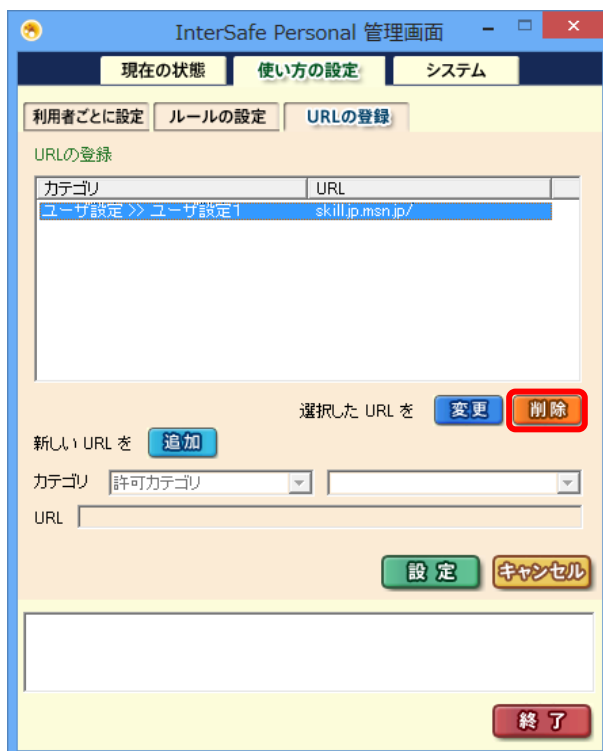 InterSafe Personal 管理画面
現在の状態 使い方の設定 システム
利用者ごとに設定 ルールの設定 URLの登録
URLの登録
カテゴリ URL
ユーザ設定 >> ユーザ設定1 skill.jp.msn.jp/
選択した URL を 変更 削除
新しい URL を 追加
カテゴリ 許可カテゴリ
URL
設定 キャンセル
終了